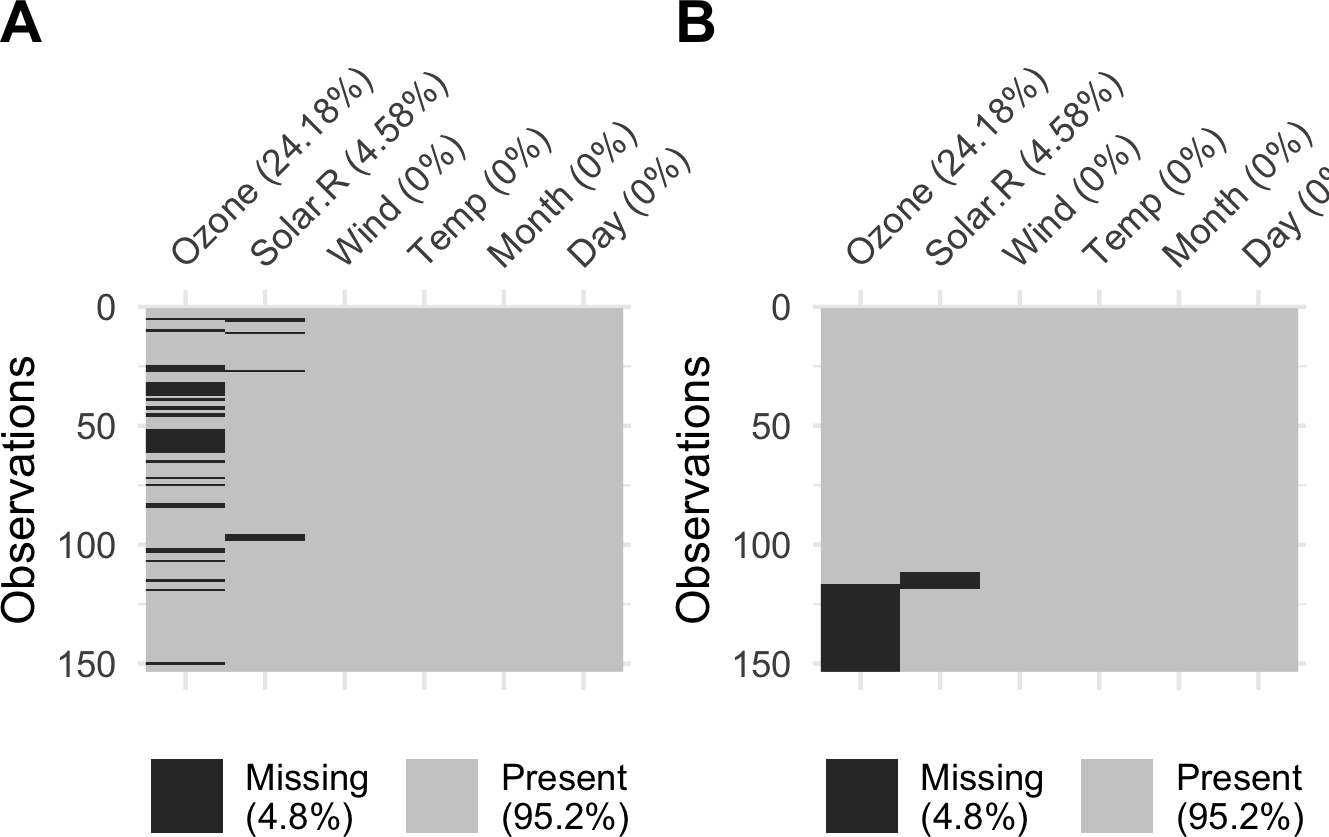 A
Ozone (24.18%)
Solar.R (4.58%)
Wind (0%)
Temp (0%)
Month (0%)
Day (0%)
Observations
0
50
100
150
Missing
(4.8%)
Present
(95.2%)
B
Ozone (24.18%)
Solar.R (4.58%)
Wind (0%)
Temp (0%)
Month (0%)
Day (0%
Observations
0
50
100
150
Missing
(4.8%)
Present
(95.2%)